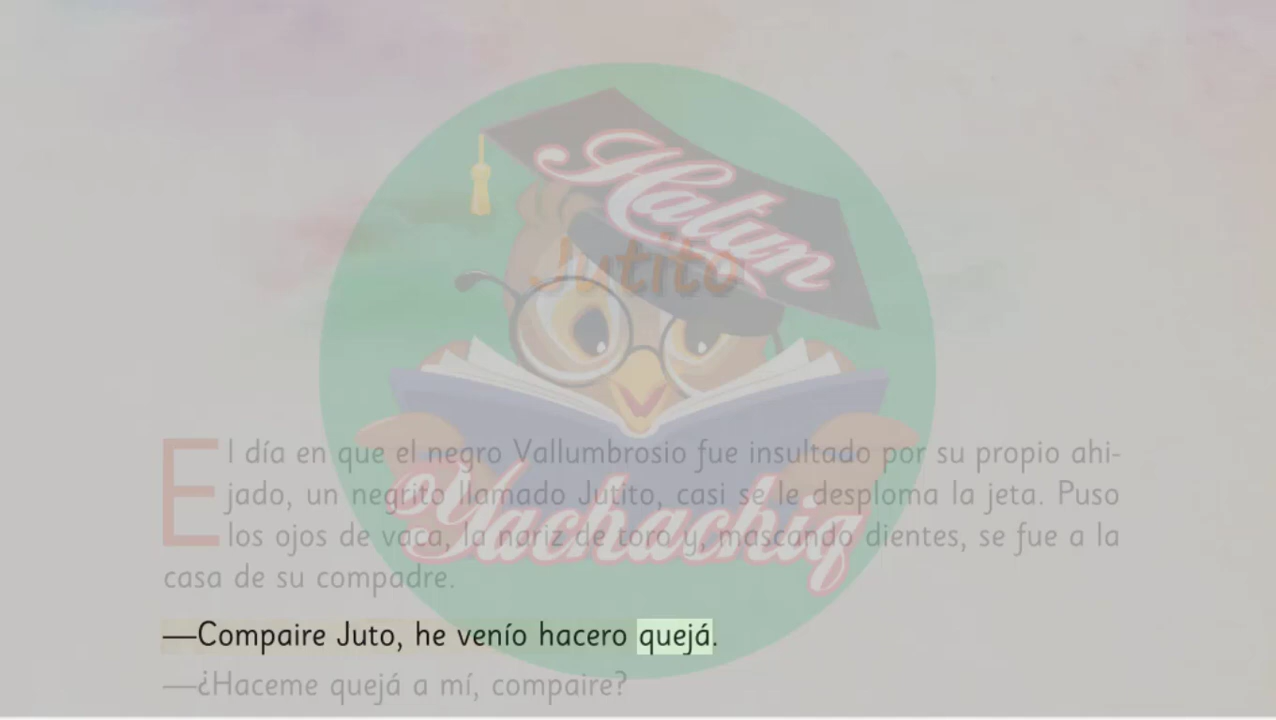 Hatun
Jutito
El día en que el negro Vallumbrosio fue insultado por su propio ahi-
jado, un negrito llamado Jutito, casi se le desploma la jeta. Puso
los ojos de vaca, la nariz de toro y, mascando dientes, se fue a la
casa de su compadre.
Yachachiq
—Compaire Juto, he venío hacero quejá.
—¿Haceme quejá a mí, compaire?